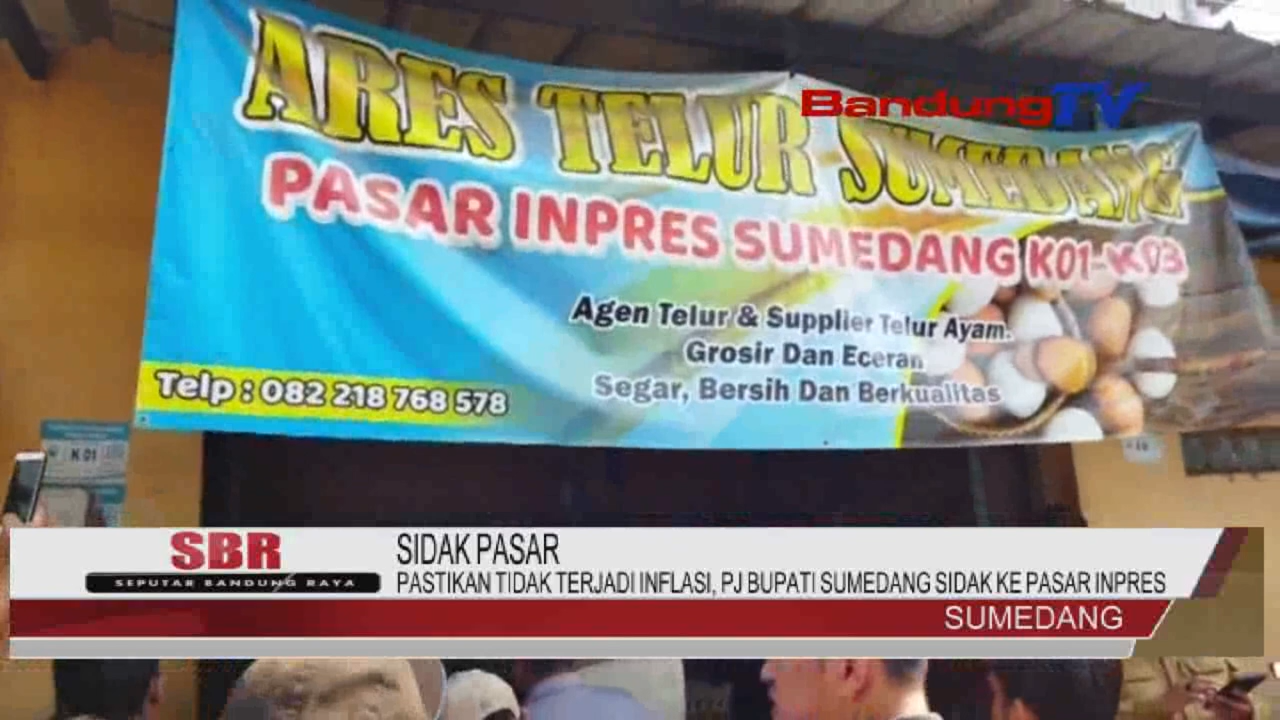 ARES TELUR SUMEDANG
BandungTV
PASAR INPRES SUMEDANG K01-K03
Agen Telur & Supplier Telur Ayam.
Grosir Dan Eceran
Segar, Bersih Dan Berkualitas
Telp : 082 218 768 578
K 01
SBR
SEPUTAR BANDUNG RAYA
SIDAK PASAR
PASTIKAN TIDAK TERJADI INFLASI, PJ BUPATI SUMEDANG SIDAK KE PASAR INPRES
SUMEDANG